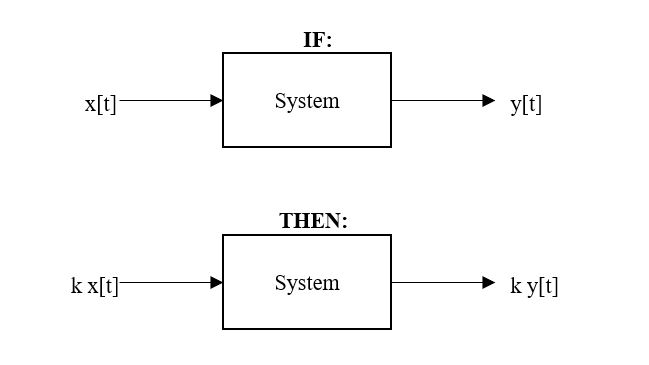 IF:
x[t] System y[t]
THEN:
k x[t] System k y[t]